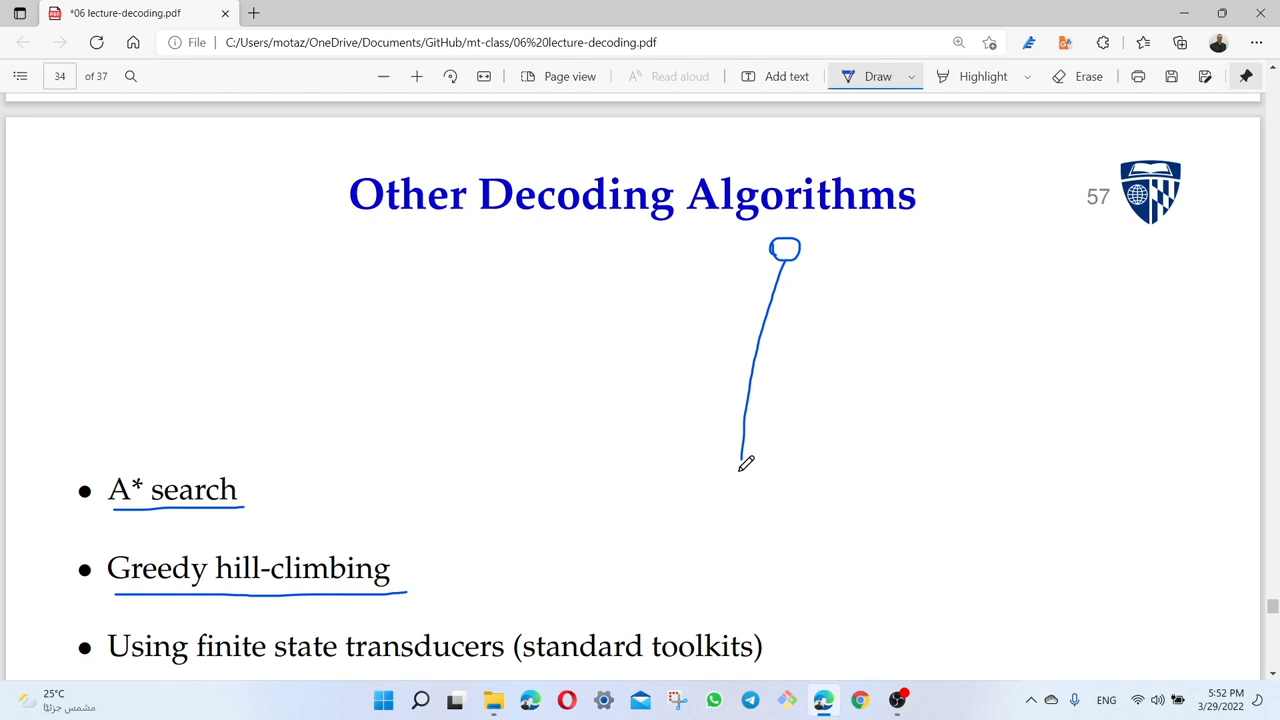 *06 lecture-decoding.pdf
File C:/Users/motaz/OneDrive/Documents/GitHub/mt-class/06%20lecture-decoding.pdf
34 of 37 Page view Read aloud Add text Draw Highlight Erase
Other Decoding Algorithms
57
• A* search
• Greedy hill-climbing
• Using finite state transducers (standard toolkits)
25°C
مشمس جزئيًا
ENG
5:52 PM
3/29/2022